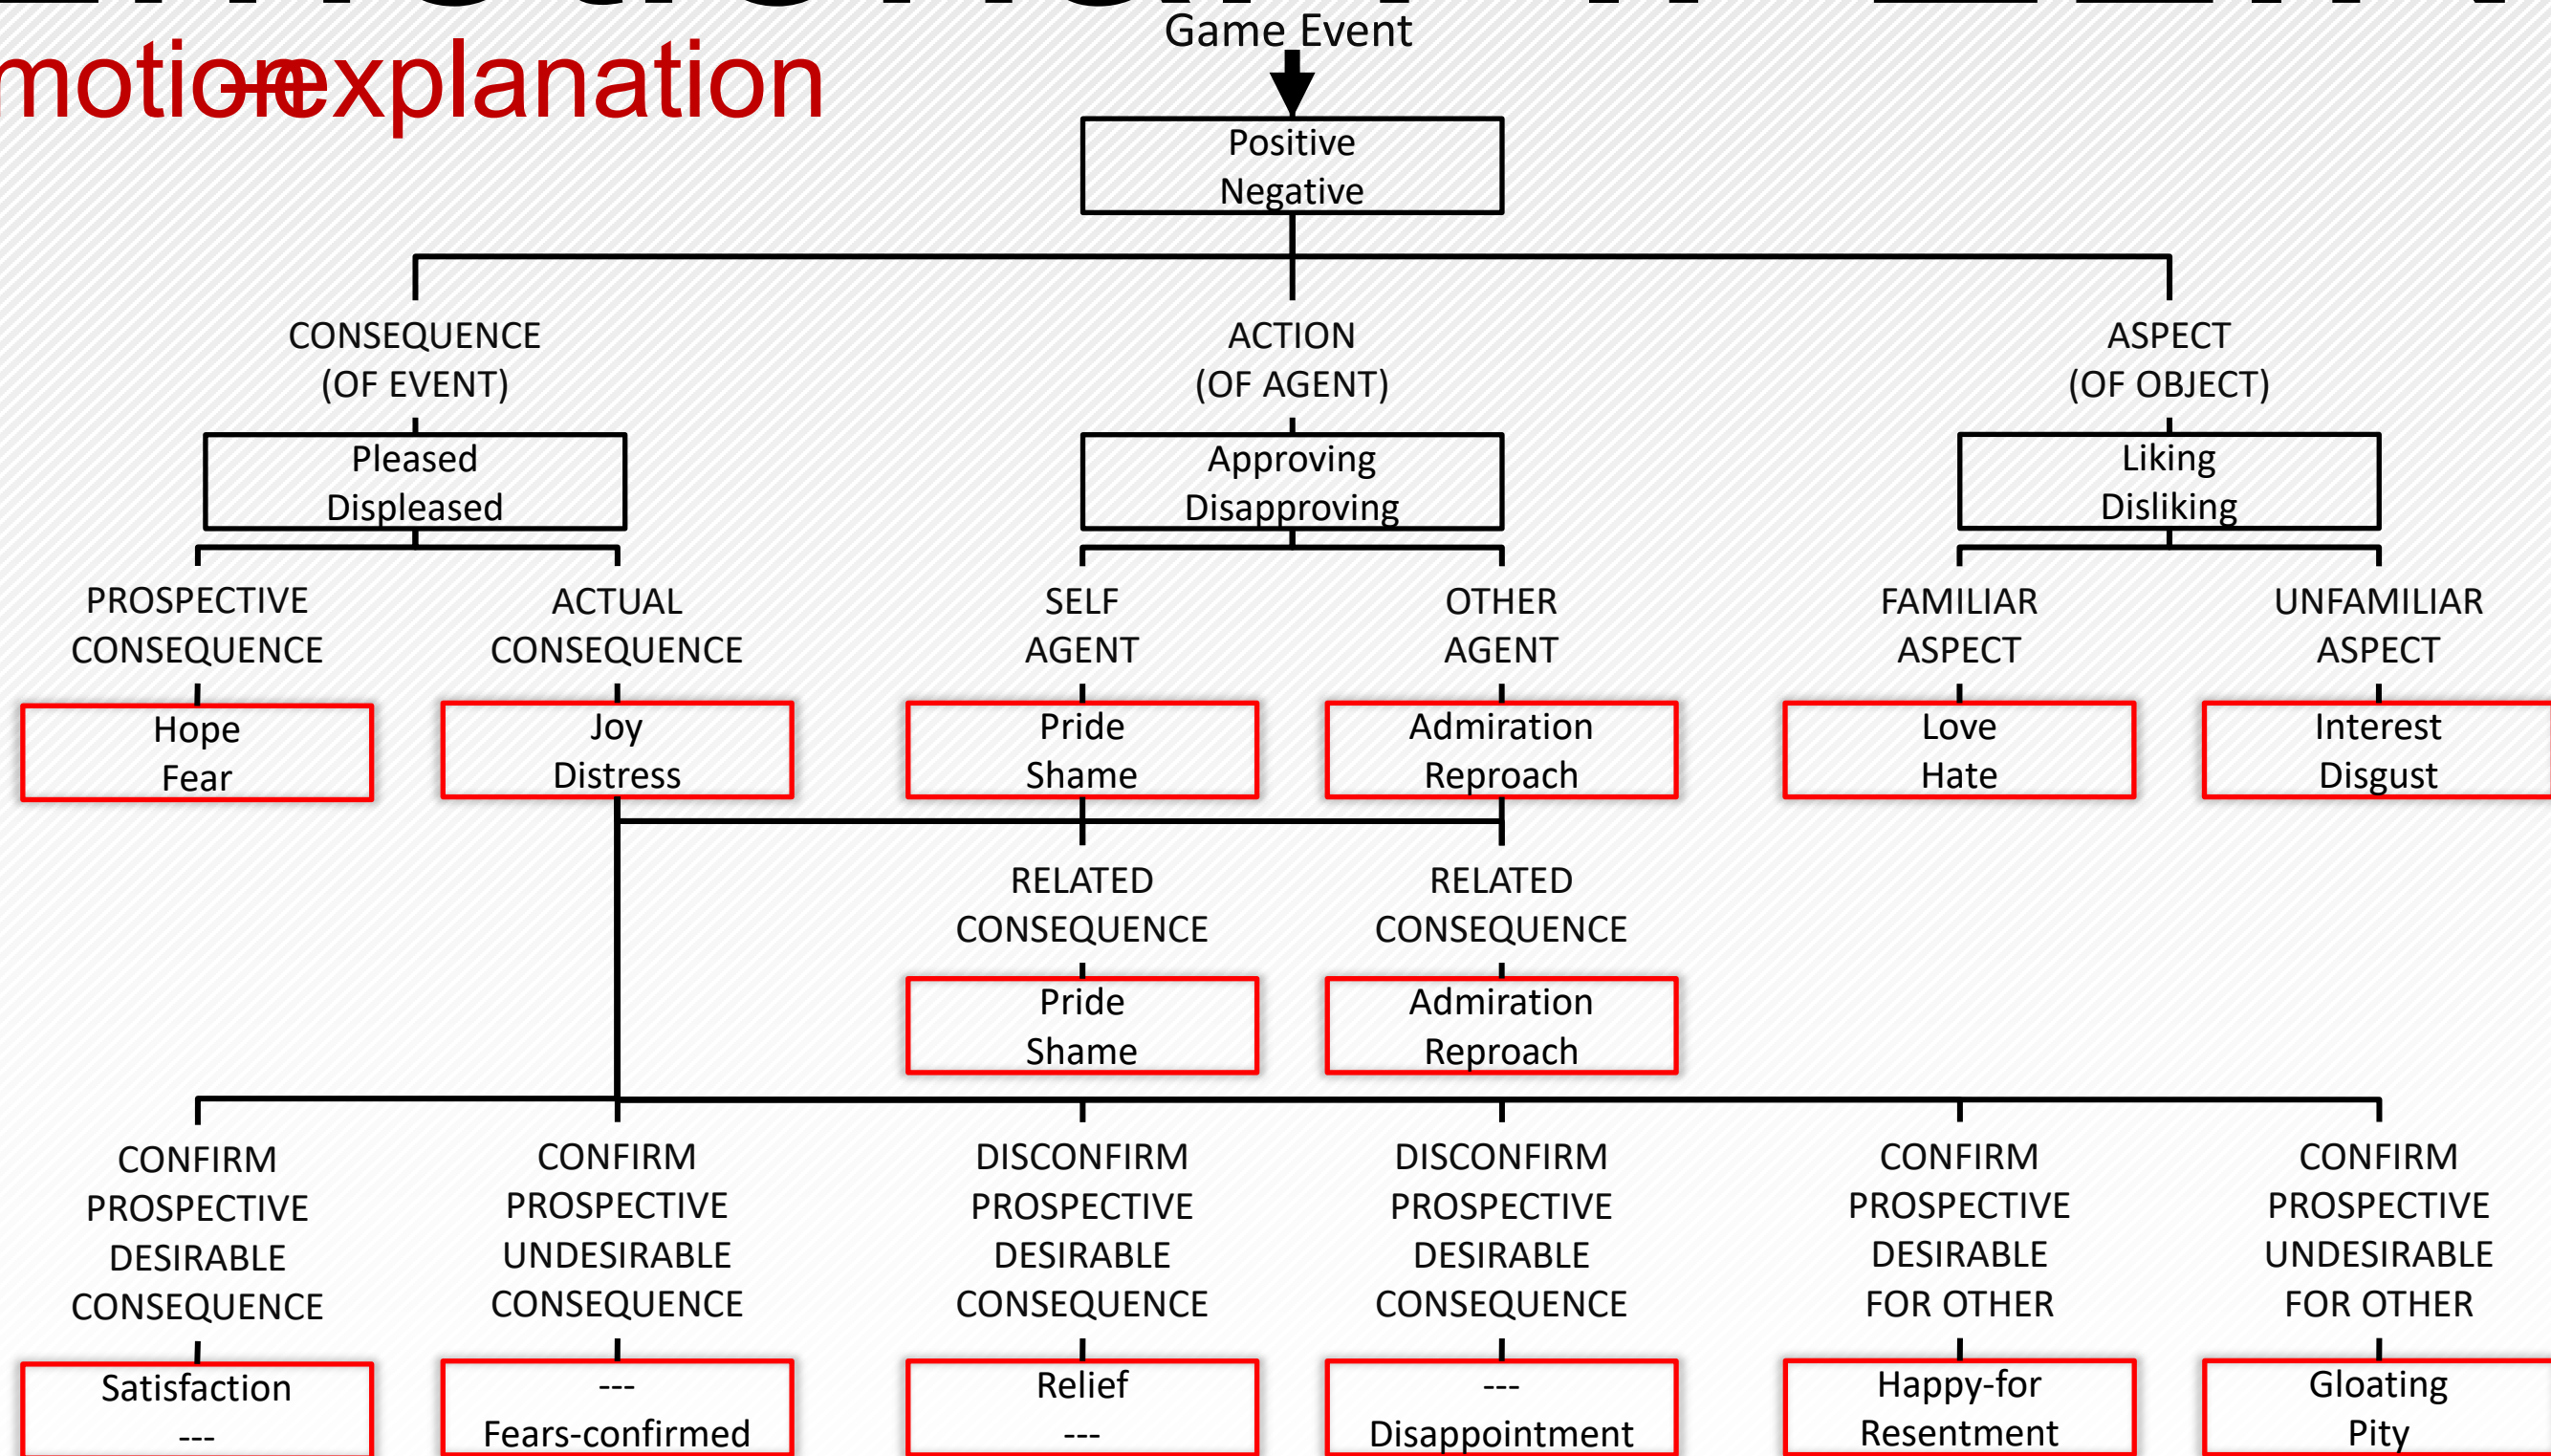 Game Event
motion-explanation
Positive
Negative
CONSEQUENCE
(OF EVENT)
ACTION
(OF AGENT)
ASPECT
(OF OBJECT)
Pleased
Displeased
Approving
Disapproving
Liking
Disliking
PROSPECTIVE
CONSEQUENCE
ACTUAL
CONSEQUENCE
SELF
AGENT
OTHER
AGENT
FAMILIAR
ASPECT
UNFAMILIAR
ASPECT
Hope
Fear
Joy
Distress
Pride
Shame
Admiration
Reproach
Love
Hate
Interest
Disgust
RELATED
CONSEQUENCE
RELATED
CONSEQUENCE
Pride
Shame
Admiration
Reproach
CONFIRM
PROSPECTIVE
DESIRABLE
CONSEQUENCE
CONFIRM
PROSPECTIVE
UNDESIRABLE
CONSEQUENCE
DISCONFIRM
PROSPECTIVE
DESIRABLE
CONSEQUENCE
DISCONFIRM
PROSPECTIVE
DESIRABLE
CONSEQUENCE
CONFIRM
PROSPECTIVE
DESIRABLE
FOR OTHER
CONFIRM
PROSPECTIVE
UNDESIRABLE
FOR OTHER
Satisfaction
---
---
Fears-confirmed
Relief
---
---
Disappointment
Happy-for
Resentment
Gloating
Pity